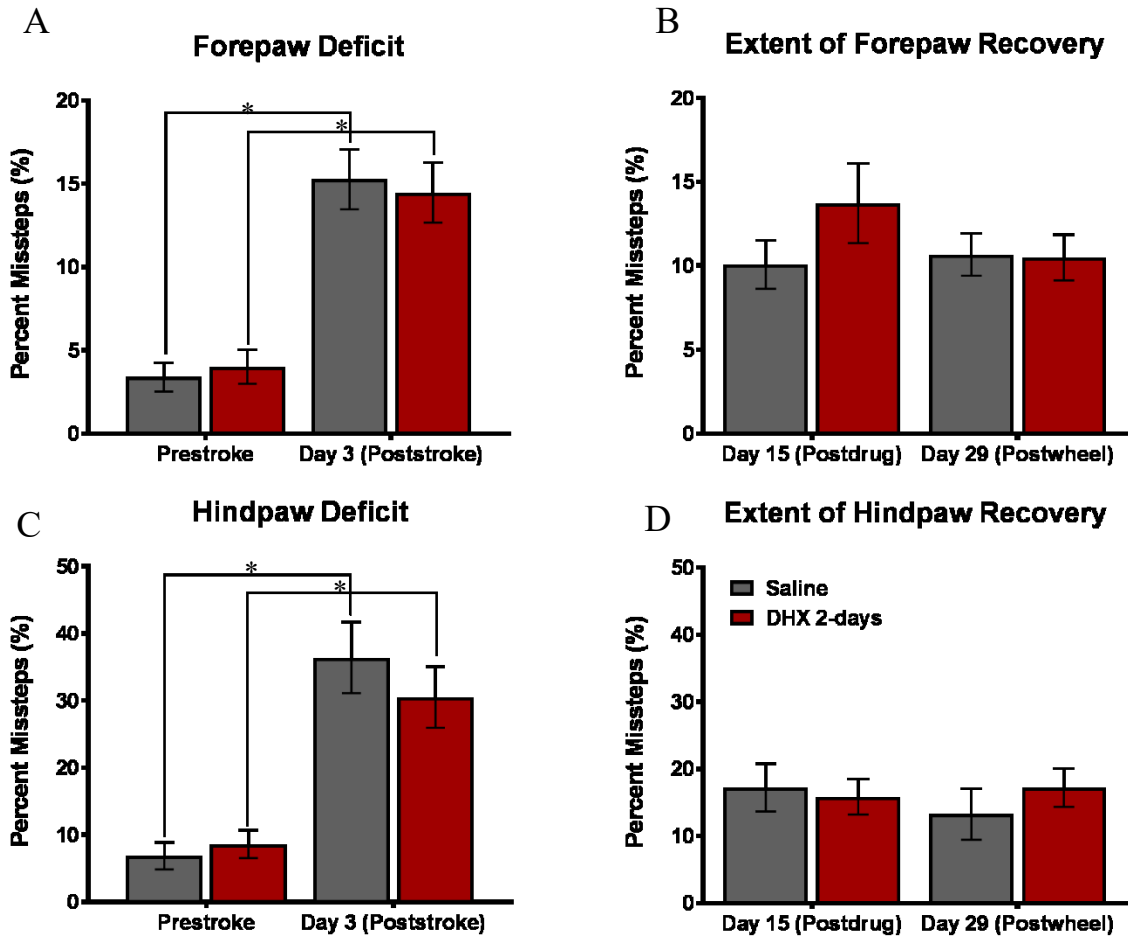 A
Forepaw Deficit
Percent Missteps (%)
20
15
10
5
0
*
*
Prestroke
Day 3 (Poststroke)
B
Extent of Forepaw Recovery
Percent Missteps (%)
20
15
10
5
0
Day 15 (Postdrug)
Day 29 (Postwheel)
C
Hindpaw Deficit
Percent Missteps (%)
50
40
30
20
10
0
*
*
Prestroke
Day 3 (Poststroke)
D
Extent of Hindpaw Recovery
Percent Missteps (%)
50
40
30
20
10
0
Saline
DHX 2-days
Day 15 (Postdrug)
Day 29 (Postwheel)